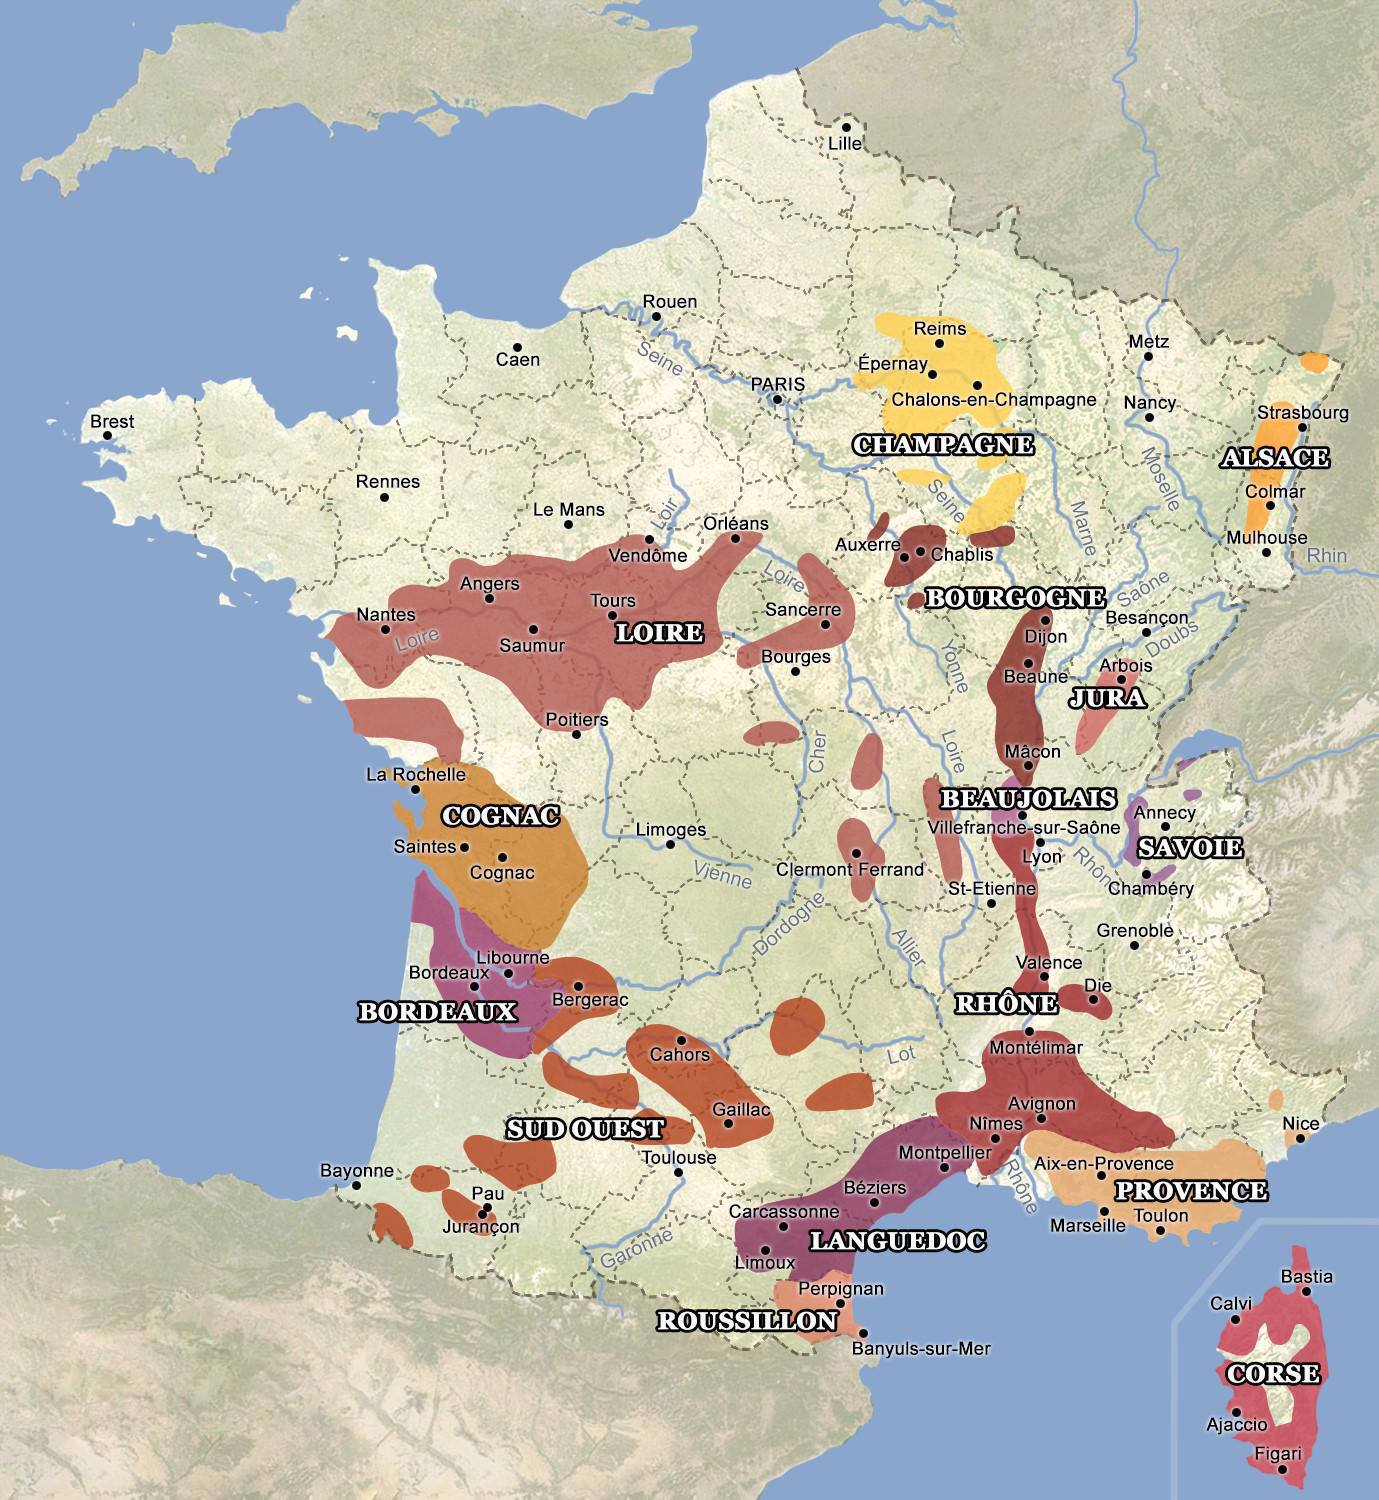 Lille
Rouen
Seine
Caen
Reims
Épernay
Metz
PARIS
Chalons-en-Champagne
Nancy
Strasbourg
Brest
CHAMPAGNE
ALSACE
Rennes
Moselle
Colmar
Seine
Le Mans
Loir
Orléans
Marne
Mulhouse
Auxerre
Chablis
Vendôme
Rhin
Loire
Angers
Saône
BOURGOGNE
Tours
Sancerre
Nantes
Besançon
Loire
Saumur
LOIRE
Dijon
Doubs
Bourges
Yonne
Arbois
Beaune
JURA
Poitiers
Cher
Loire
Mâcon
La Rochelle
COGNAC
BEAUJOLAIS
Annecy
Limoges
Villefranche-sur-Saône
Saintes
SAVOIE
Lyon
Rhône
Cognac
Vienne
Clermont Ferrand
St-Etienne
Chambéry
Dordogne
Grenoble
Allier
Libourne
Bordeaux
Valence
Bergerac
Die
BORDEAUX
RHÔNE
Montélimar
Cahors
Lot
Gaillac
Avignon
SUD OUEST
Nîmes
Nice
Toulouse
Montpellier
Bayonne
Aix-en-Provence
Rhône
Pau
Béziers
PROVENCE
Jurançon
Carcassonne
Marseille
Toulon
Garonne
LANGUEDOC
Limoux
Perpignan
Bastia
Calvi
ROUSSILLON
Banyuls-sur-Mer
CORSE
Ajaccio
Figari